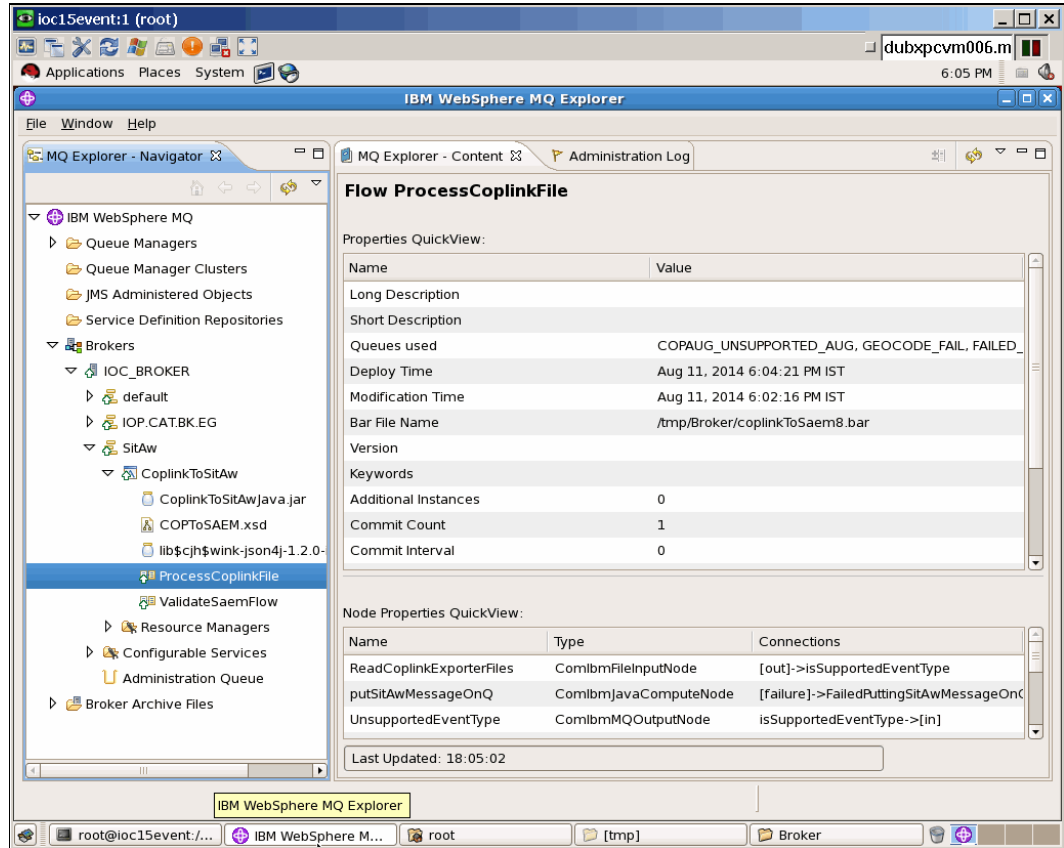 ioc15event:1 (root)
dubxpcvm006.m
Applications Places System
6:05 PM
IBM WebSphere MQ Explorer
File Window Help
MQ Explorer - Navigator
IBM WebSphere MQ
Queue Managers
Queue Manager Clusters
JMS Administered Objects
Service Definition Repositories
Brokers
IOC_BROKER
default
IOP.CAT.BK.EG
SitAw
CoplinkToSitAw
CoplinkToSitAwJava.jar
COPToSAEM.xsd
lib$cjh$wink-json4j-1.2.0-
ProcessCoplinkFile
ValidateSaemFlow
Resource Managers
Configurable Services
Administration Queue
Broker Archive Files
MQ Explorer - Content
Administration Log
Flow ProcessCoplinkFile
Properties QuickView:
Name Value
Long Description
Short Description
Queues used COPAUG_UNSUPPORTED_AUG, GEOCODE_FAIL, FAILED_
Deploy Time Aug 11, 2014 6:04:21 PM IST
Modification Time Aug 11, 2014 6:02:16 PM IST
Bar File Name /tmp/Broker/coplinkToSaem8.bar
Version
Keywords
Additional Instances 0
Commit Count 1
Commit Interval 0
Node Properties QuickView:
Name Type Connections
ReadCoplinkExporterFiles ComIbmFileInputNode [out]->isSupportedEventType
putSitAwMessageOnQ ComIbmJavaComputeNode [failure]->FailedPuttingSitAwMessageOnQ
UnsupportedEventType ComIbmMQOutputNode isSupportedEventType->[in]
Last Updated: 18:05:02
IBM WebSphere MQ Explorer
root@ioc15event:/...
IBM WebSphere M...
root
[tmp]
Broker